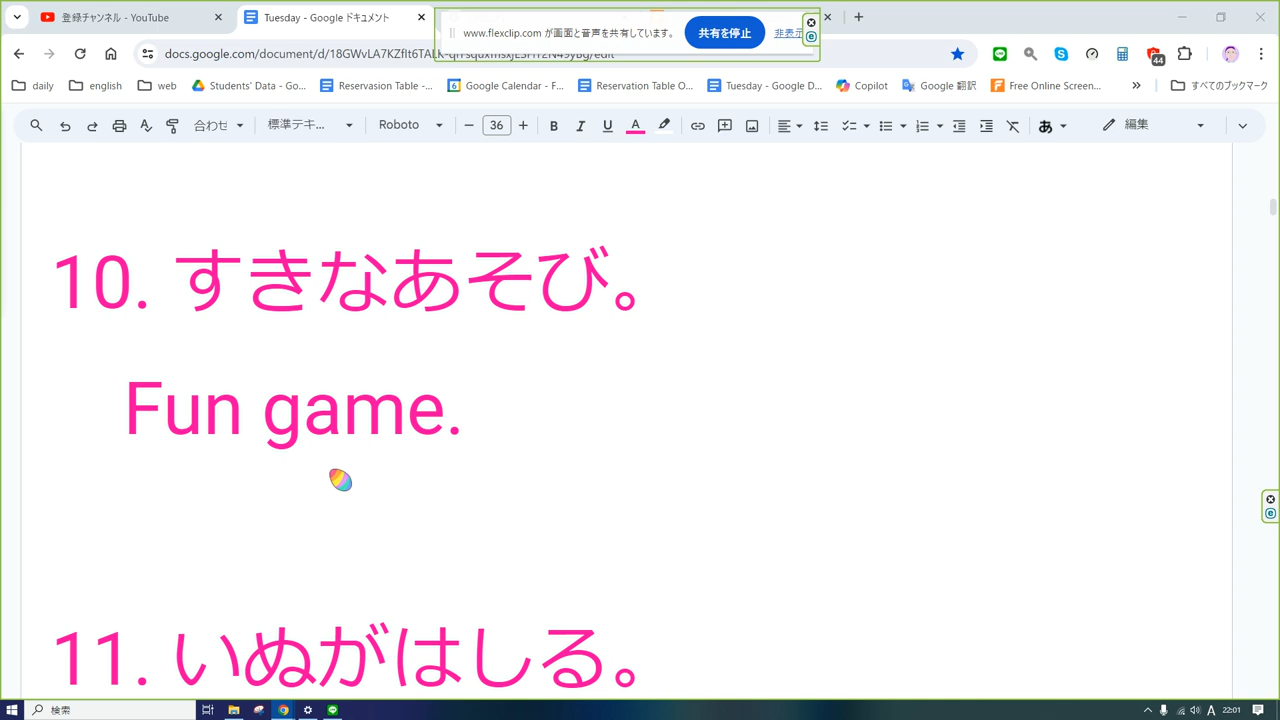 登録チャンネル - YouTube
Tuesday - Google ドキュメント
www.flexclip.com が画面と音声を共有しています。
共有を停止
非表示
daily
english
web
Students' Data - Go...
Reservasion Table -...
Google Calendar - F...
Reservation Table O...
Tuesday - Google D...
Copilot
Google 翻訳
Free Online Screen...
すべてのブックマーク
44
標準テキ...
Roboto
36
編集
10. すきなあそび。
Fun game.
11. いぬがはしる。
検索
A
22:01